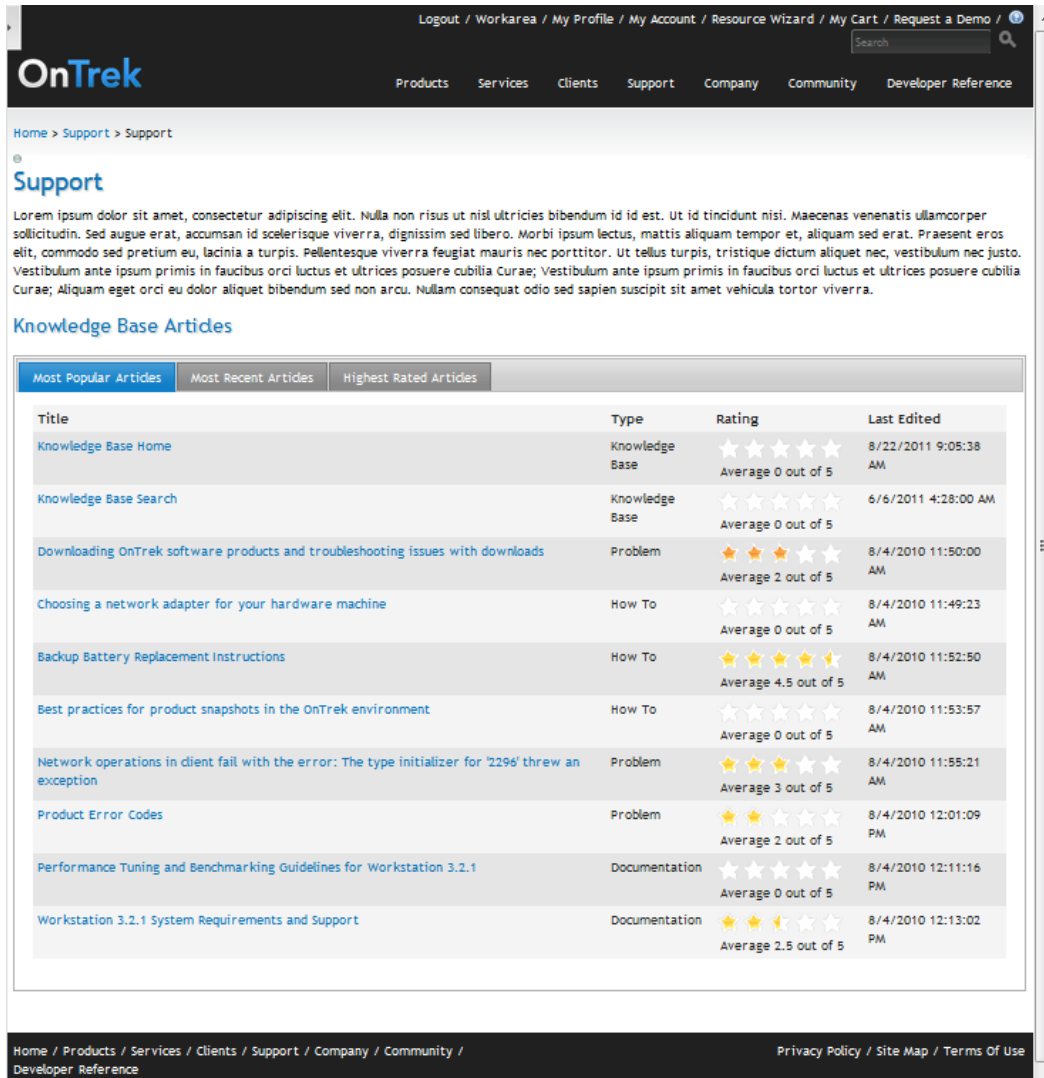 Logout / Workarea / My Profile / My Account / Resource Wizard / My Cart / Request a Demo /
Search
OnTrek
Products Services Clients Support Company Community Developer Reference
Home > Support > Support
Support
Lorem ipsum dolor sit amet, consectetur adipiscing elit. Nulla non risus ut nisl ultricies bibendum id id est. Ut id tincidunt nisi. Maecenas venenatis ullamcorper
sollicitudin. Sed augue erat, accumsan id scelerisque viverra, dignissim sed libero. Morbi ipsum lectus, mattis aliquam tempor et, aliquam sed erat. Praesent eros
elit, commodo sed pretium eu, lacinia a turpis. Pellentesque viverra feugiat mauris nec porttitor. Ut tellus turpis, tristique dictum aliquet nec, vestibulum nec justo.
Vestibulum ante ipsum primis in faucibus orci luctus et ultrices posuere cubilia Curae; Vestibulum ante ipsum primis in faucibus orci luctus et ultrices posuere cubilia
Curae; Aliquam eget orci eu dolor aliquet bibendum sed non arcu. Nullam consequat odio sed sapien suscipit sit amet vehicula tortor viverra.
Knowledge Base Articles
Most Popular Articles Most Recent Articles Highest Rated Articles
Title Type Rating Last Edited
Knowledge Base Home Knowledge 8/22/2011 9:05:38
Base Average 0 out of 5 AM
Knowledge Base Search Knowledge 6/6/2011 4:28:00 AM
Base Average 0 out of 5
Downloading OnTrek software products and troubleshooting issues with downloads Problem 8/4/2010 11:50:00
Average 2 out of 5 AM
Choosing a network adapter for your hardware machine How To 8/4/2010 11:49:23
Average 0 out of 5 AM
Backup Battery Replacement Instructions How To 8/4/2010 11:52:50
Average 4.5 out of 5 AM
Best practices for product snapshots in the OnTrek environment How To 8/4/2010 11:53:57
Average 0 out of 5 AM
Network operations in client fail with the error: The type initializer for '2296' threw an Problem 8/4/2010 11:55:21
exception Average 3 out of 5 AM
Product Error Codes Problem 8/4/2010 12:01:09
Average 2 out of 5 PM
Performance Tuning and Benchmarking Guidelines for Workstation 3.2.1 Documentation 8/4/2010 12:11:16
Average 0 out of 5 PM
Workstation 3.2.1 System Requirements and Support Documentation 8/4/2010 12:13:02
Average 2.5 out of 5 PM
Home / Products / Services / Clients / Support / Company / Community / Privacy Policy / Site Map / Terms Of Use
Developer Reference